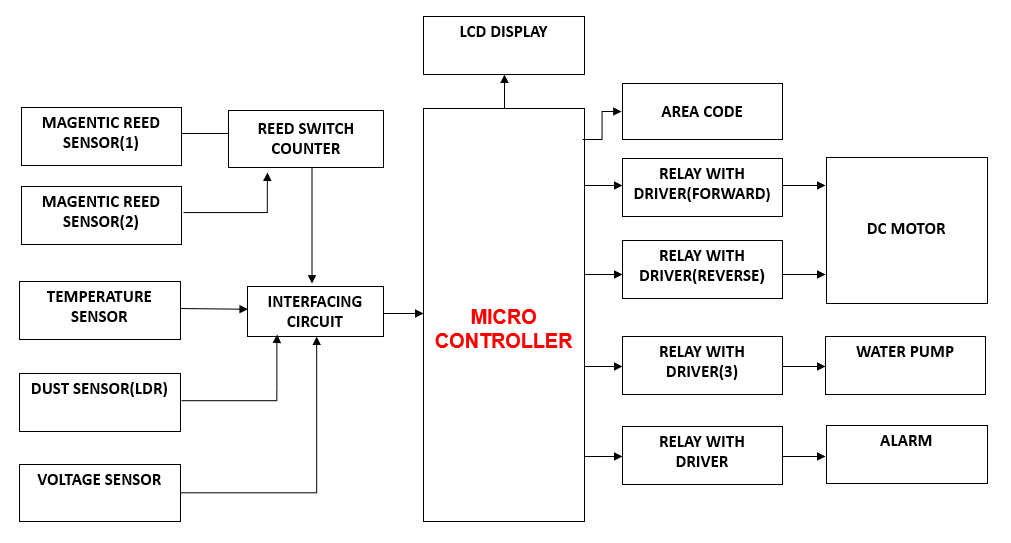 LCD DISPLAY
MAGENTIC REED
SENSOR(1)
REED SWITCH
COUNTER
AREA CODE
MAGENTIC REED
SENSOR(2)
RELAY WITH
DRIVER(FORWARD)
DC MOTOR
RELAY WITH
DRIVER(REVERSE)
TEMPERATURE
SENSOR
INTERFACING
CIRCUIT
MICRO
CONTROLLER
RELAY WITH
DRIVER(3)
WATER PUMP
DUST SENSOR(LDR)
RELAY WITH
DRIVER
ALARM
VOLTAGE SENSOR